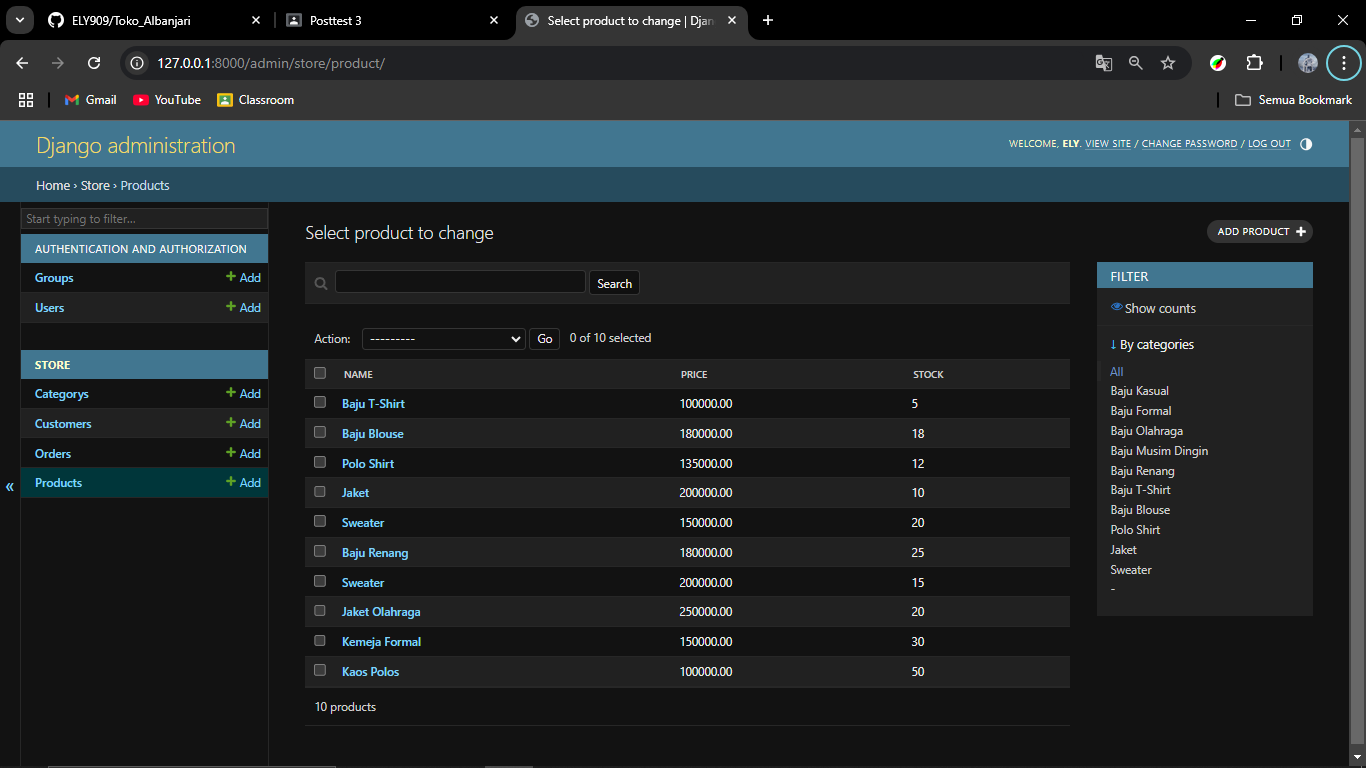 ELY909/Toko_Albanjari
Posttest 3
Select product to change | Djan
127.0.0.1:8000/admin/store/product/
Gmail YouTube Classroom Semua Bookmark
Django administration
WELCOME, ELY. VIEW SITE / CHANGE PASSWORD / LOG OUT
Home › Store › Products
Start typing to filter...
AUTHENTICATION AND AUTHORIZATION
Groups + Add
Users + Add
STORE
Categorys + Add
Customers + Add
Orders + Add
Products + Add
«
Select product to change
ADD PRODUCT +
Search
Action: --------- Go 0 of 10 selected
NAME PRICE STOCK
Baju T-Shirt 100000.00 5
Baju Blouse 180000.00 18
Polo Shirt 135000.00 12
Jaket 200000.00 10
Sweater 150000.00 20
Baju Renang 180000.00 25
Sweater 200000.00 15
Jaket Olahraga 250000.00 20
Kemeja Formal 150000.00 30
Kaos Polos 100000.00 50
10 products
FILTER
Show counts
↓ By categories
All
Baju Kasual
Baju Formal
Baju Olahraga
Baju Musim Dingin
Baju Renang
Baju T-Shirt
Baju Blouse
Polo Shirt
Jaket
Sweater
-